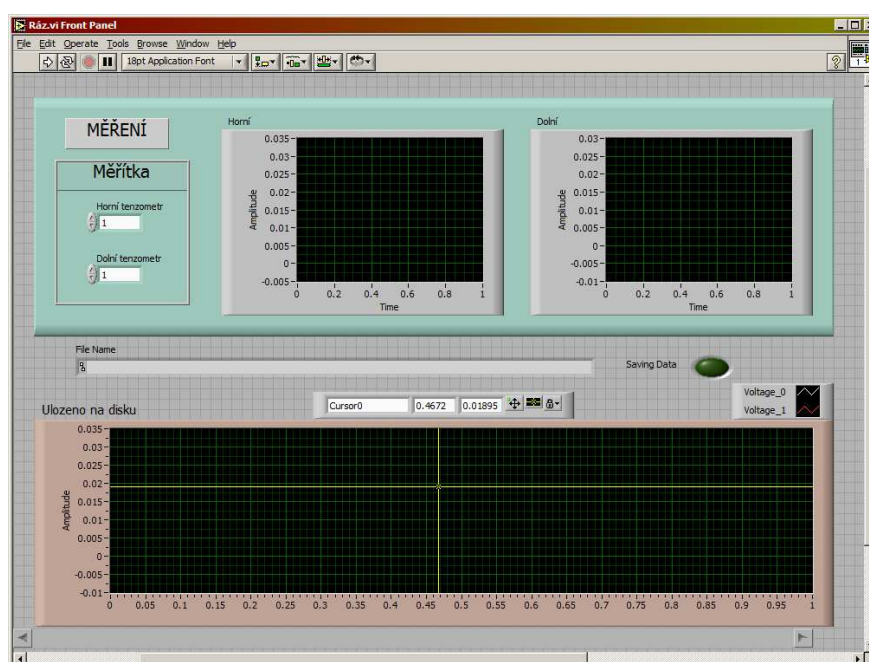 Ráz.vi Front Panel
File Edit Operate Tools Browse Window Help
18pt Application Font
?
1
MĚŘENÍ
Měřítka
Horní tenzometr
1
Dolní tenzometr
1
Horní
0.035
0.03
0.025
0.02
0.015
0.01
0.005
0
-0.005
Amplitude
0 0.2 0.4 0.6 0.8 1
Time
Dolní
0.03
0.025
0.02
0.015
0.01
0.005
0
-0.005
-0.01
Amplitude
0 0.2 0.4 0.6 0.8 1
Time
File Name
Saving Data
Ulozeno na disku
Cursor0 0.4672 0.01895
Voltage_0
Voltage_1
0.035
0.03
0.025
0.02
0.015
0.01
0.005
0
-0.005
-0.01
Amplitude
0 0.05 0.1 0.15 0.2 0.25 0.3 0.35 0.4 0.45 0.5 0.55 0.6 0.65 0.7 0.75 0.8 0.85 0.9 0.95 1